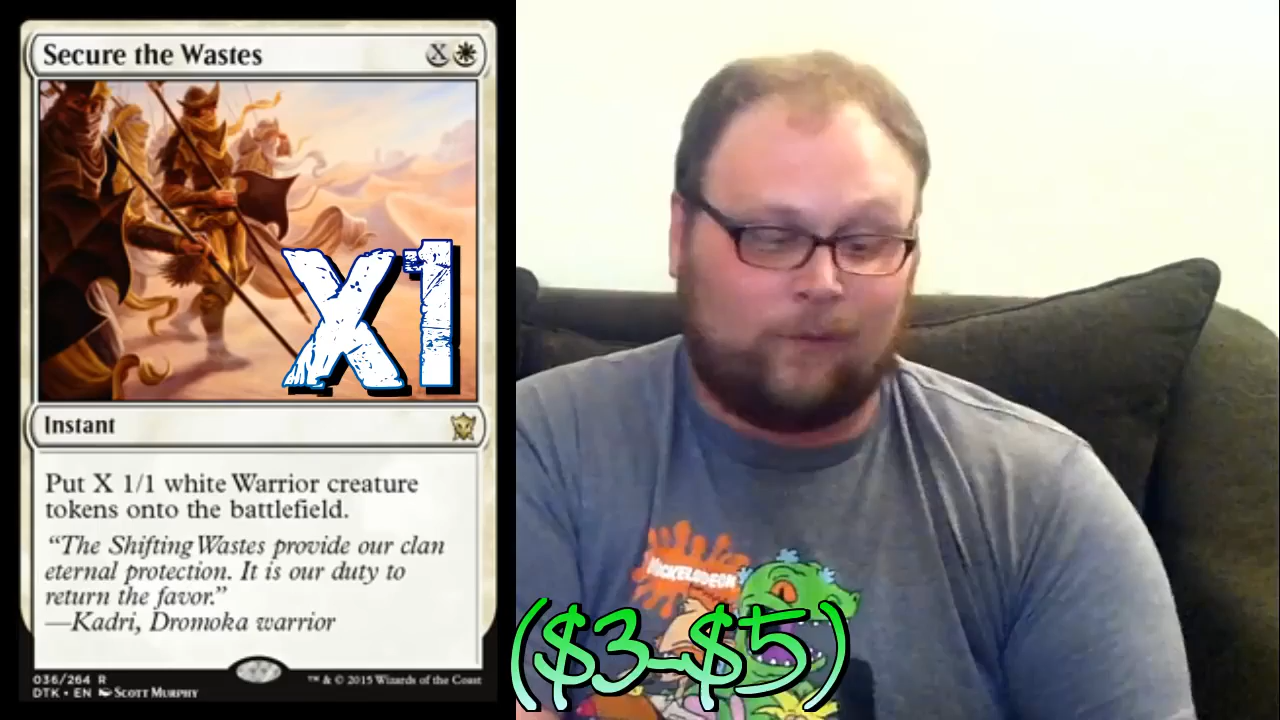 Secure the Wastes X
X1
Instant
Put X 1/1 white Warrior creature
tokens onto the battlefield.
“The Shifting Wastes provide our clan
eternal protection. It is our duty to
return the favor.”
—Kadri, Dromoka warrior
036/264 R
DTK • EN Scott Murphy
™ & © 2015 Wizards of the Coast
NICKELODEON
($3-$5)